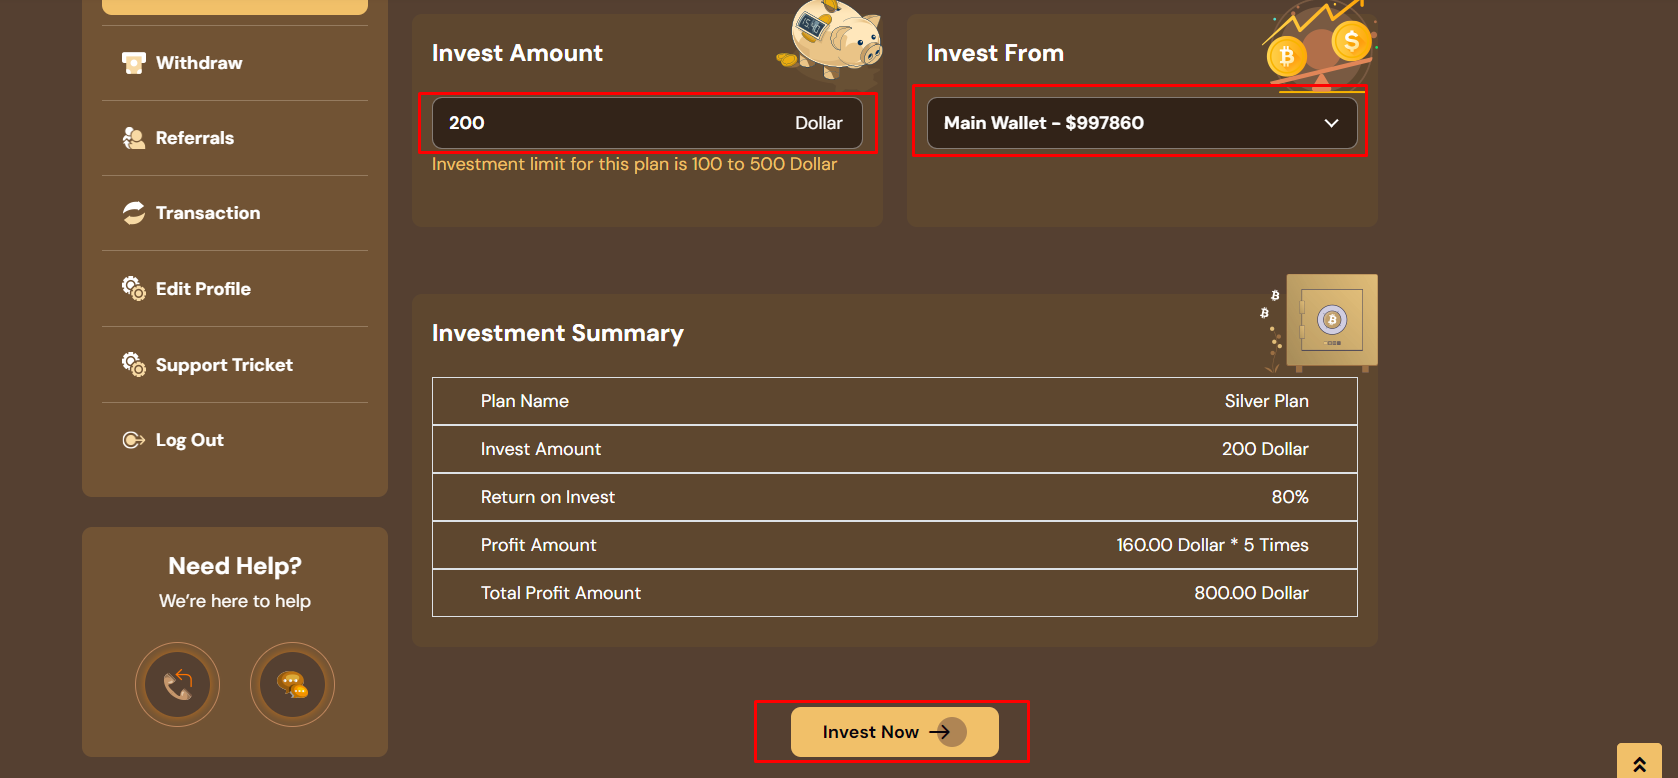 Withdraw
Referrals
Transaction
Edit Profile
Support Tricket
Log Out
Need Help?
We're here to help
Invest Amount
200 Dollar
Investment limit for this plan is 100 to 500 Dollar
Invest From
Main Wallet - $997860
Investment Summary
Plan Name Silver Plan
Invest Amount 200 Dollar
Return on Invest 80%
Profit Amount 160.00 Dollar * 5 Times
Total Profit Amount 800.00 Dollar
Invest Now